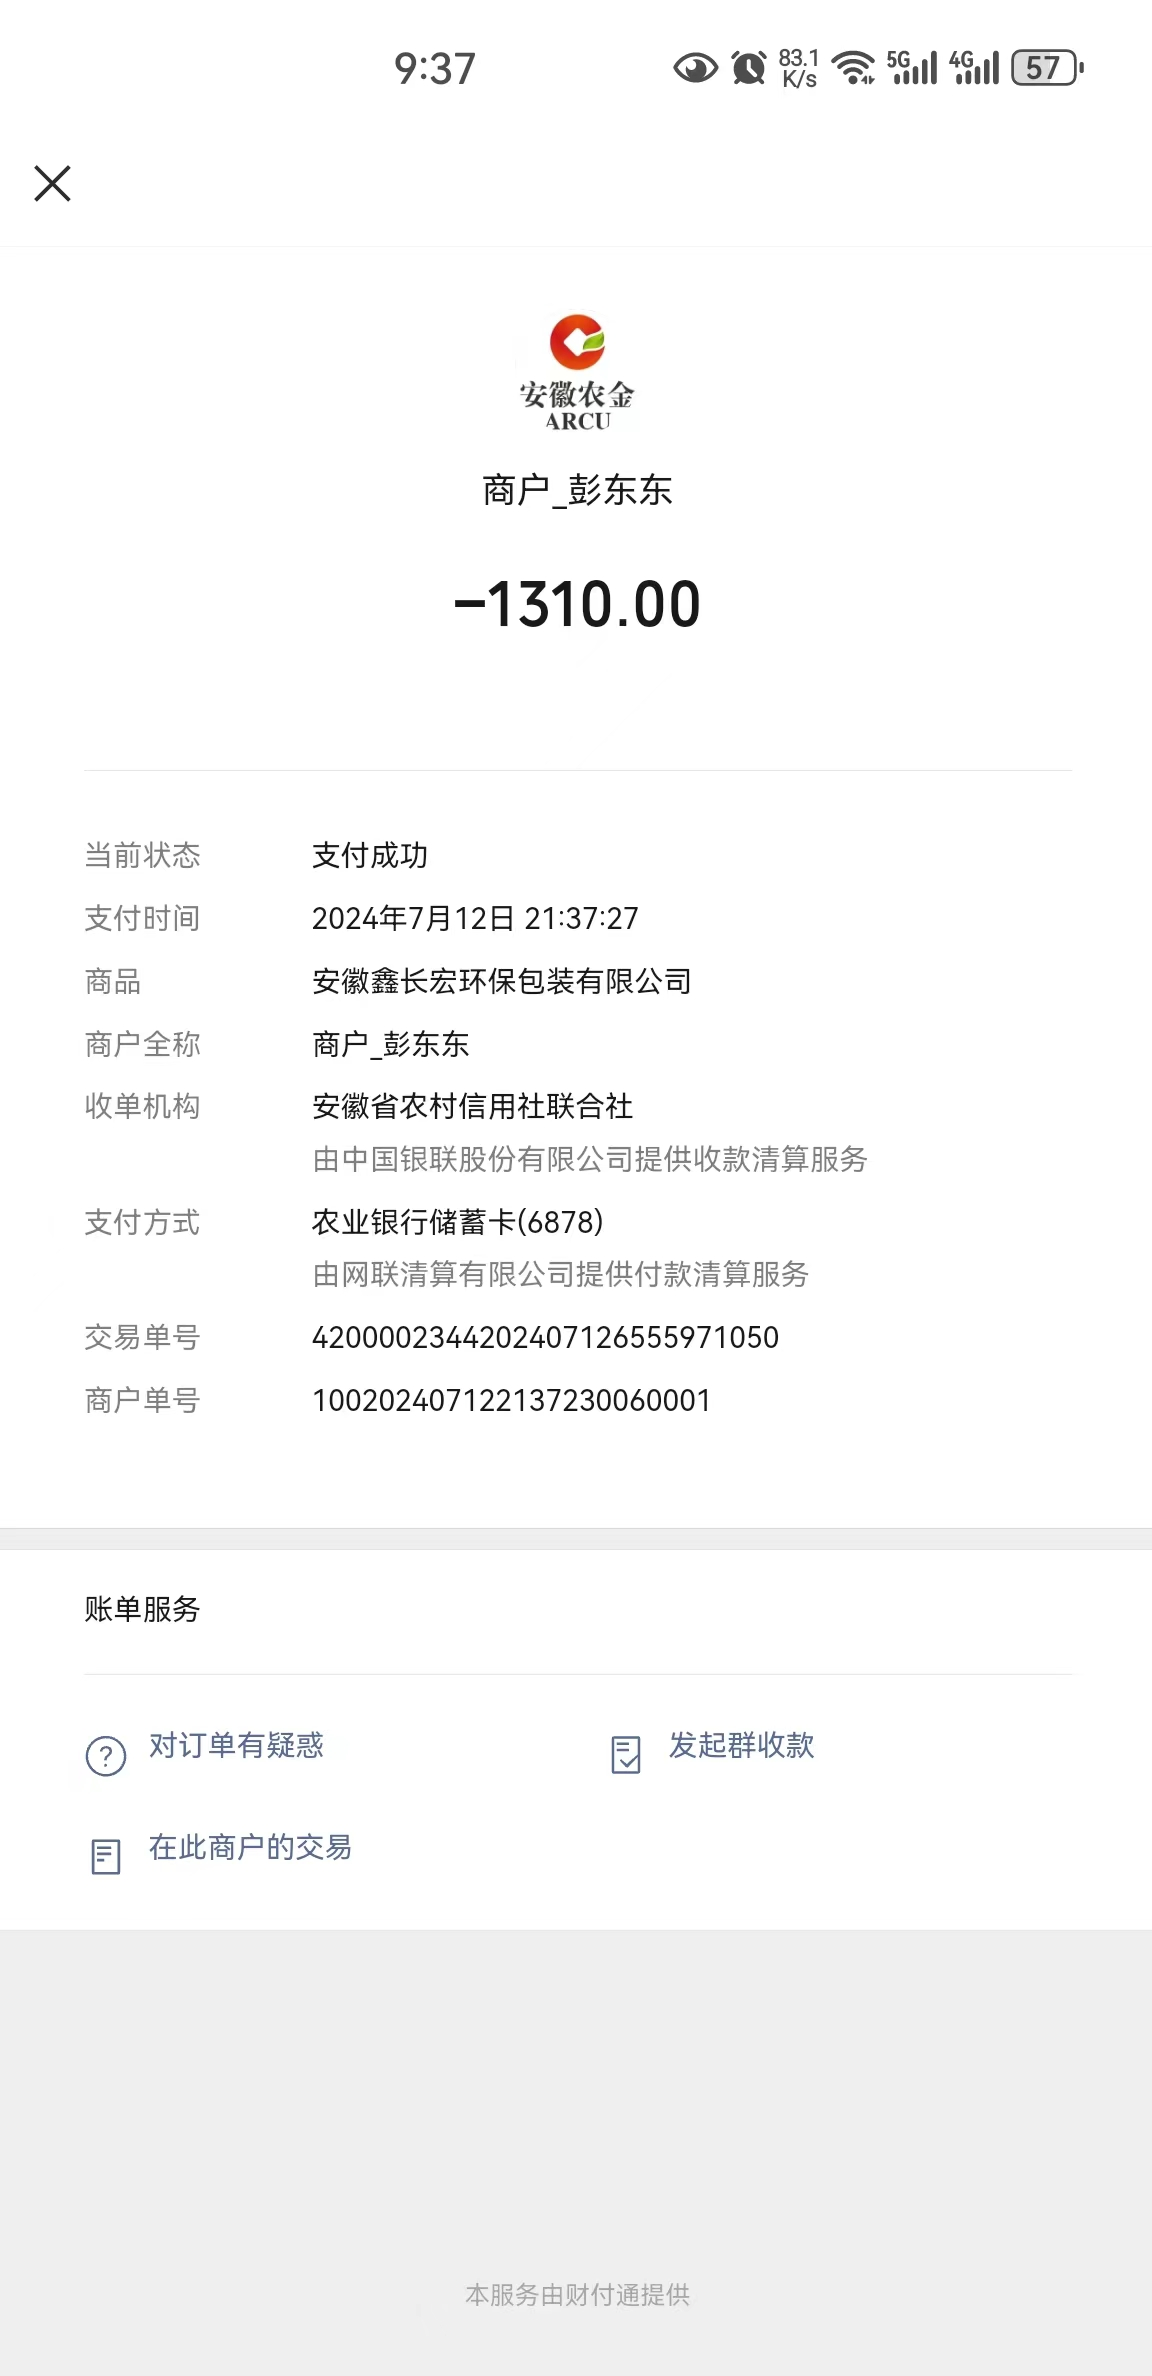 9:37
83.1
K/s
5G
4G
57
安徽农金
ARCU
商户_彭东东
-1310.00
当前状态 支付成功
支付时间 2024年7月12日 21:37:27
商品 安徽鑫长宏环保包装有限公司
商户全称 商户_彭东东
收单机构 安徽省农村信用社联合社
由中国银联股份有限公司提供收款清算服务
支付方式 农业银行储蓄卡(6878)
由网联清算有限公司提供付款清算服务
交易单号 4200002344202407126555971050
商户单号 100202407122137230060001
账单服务
对订单有疑惑
发起群收款
在此商户的交易
本服务由财付通提供